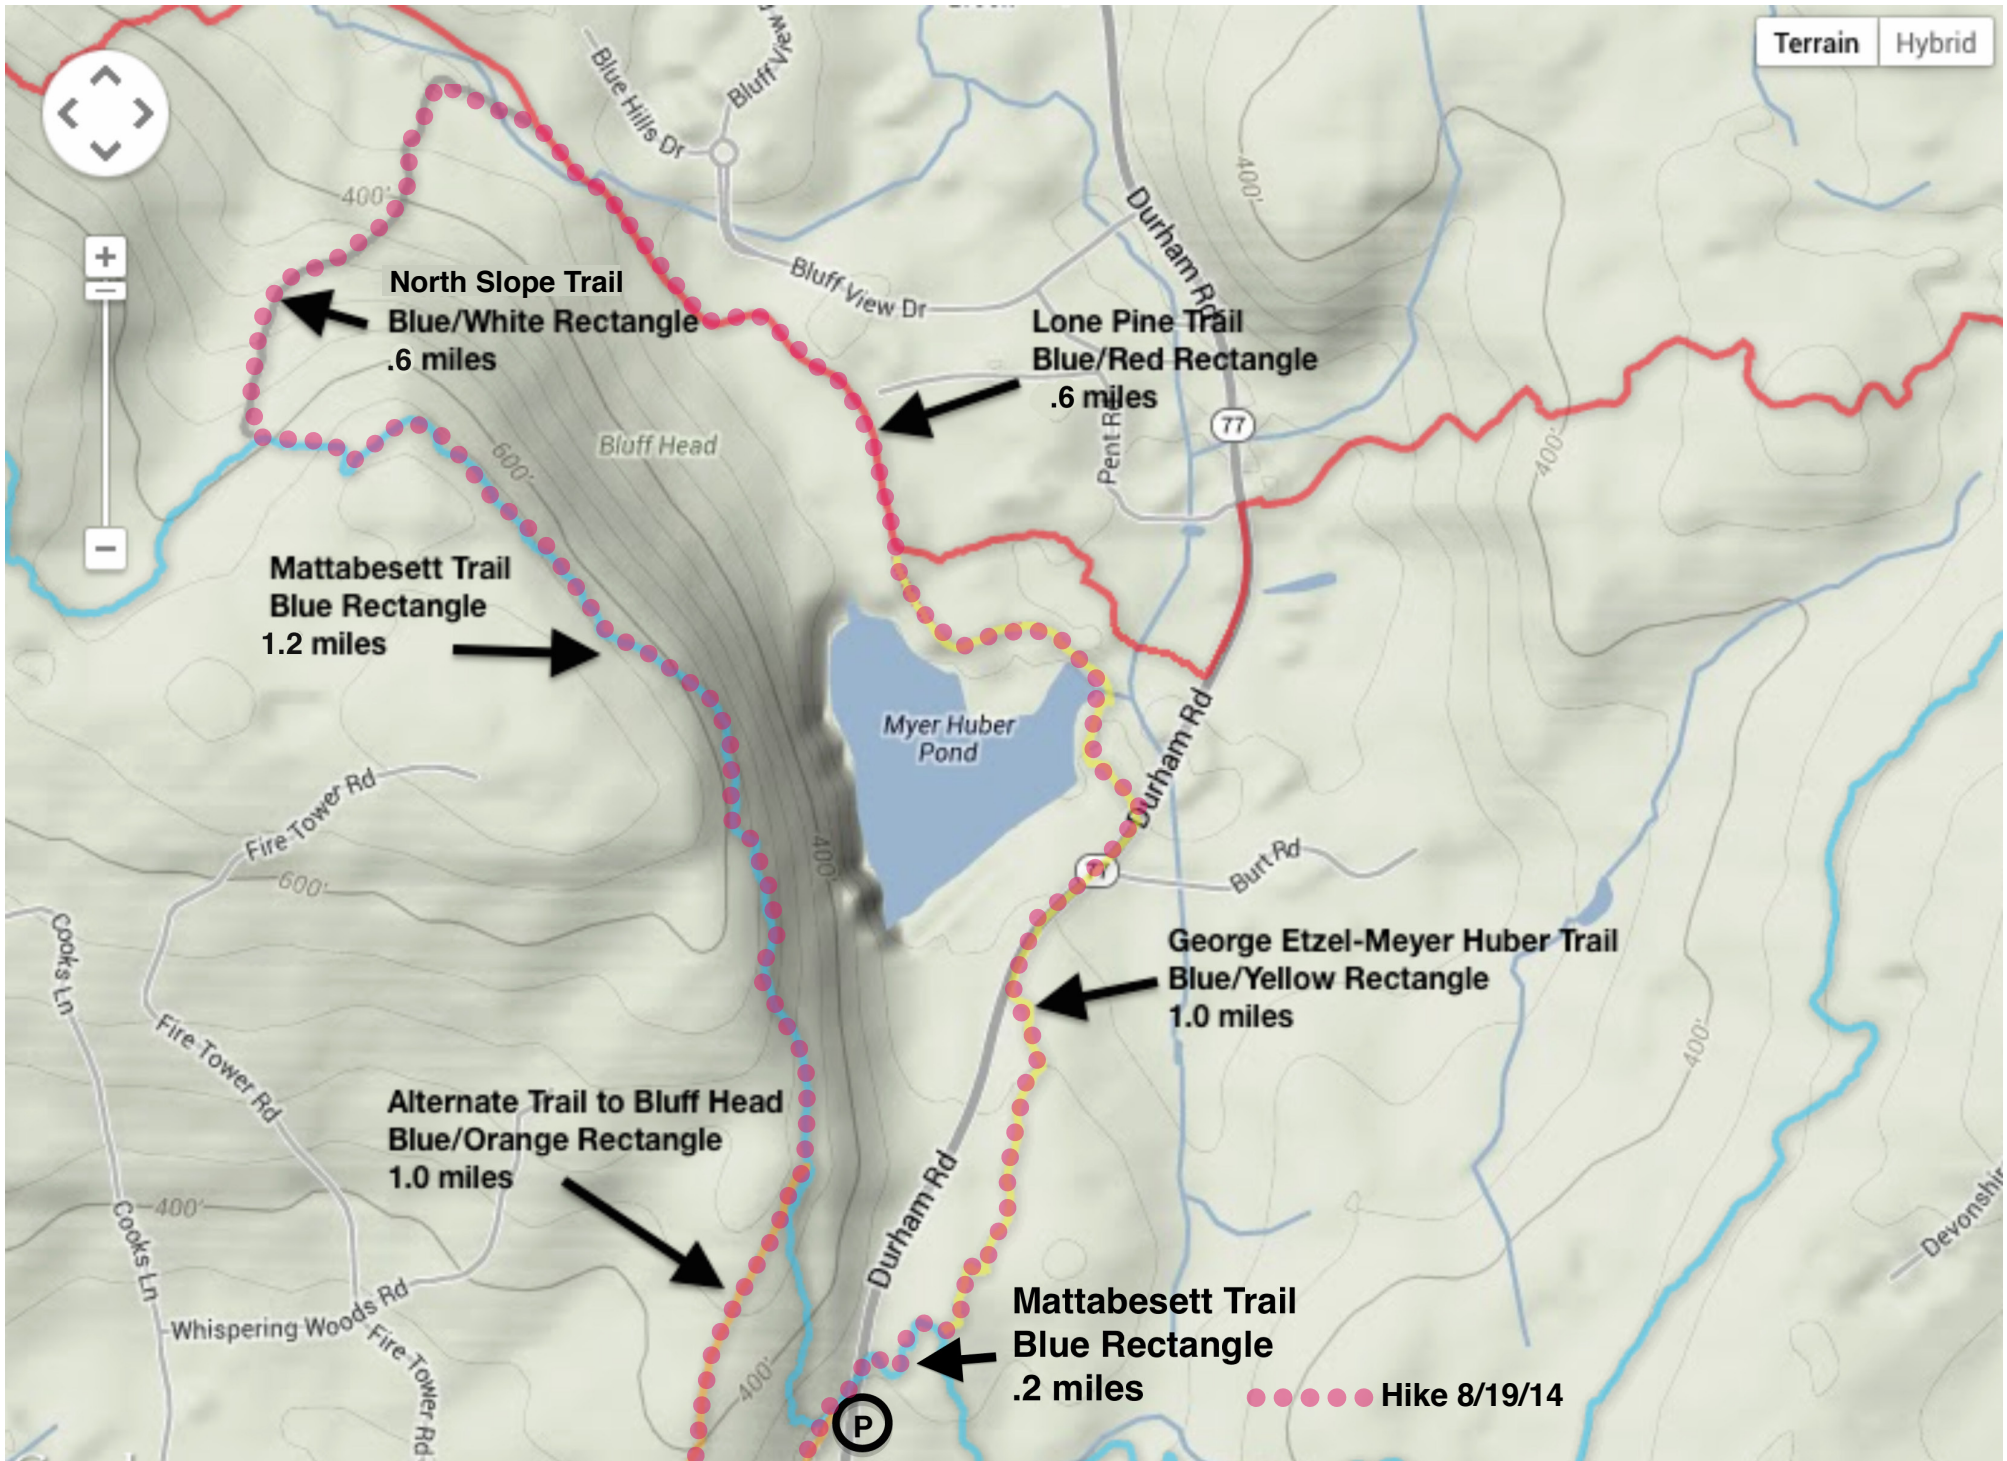 Terrain
Hybrid
Blue Hills Dr
Bluff View
400'
400'
Durham Rd
North Slope Trail
Blue/White Rectangle
.6 miles
Bluff View Dr
Lone Pine Trail
Blue/Red Rectangle
.6 miles
77
Pent Rd
Bluff Head
600'
400'
Mattabesett Trail
Blue Rectangle
1.2 miles
Myer Huber
Pond
Durham Rd
Fire Tower Rd
400'
77
Burt Rd
600'
Cooks Ln
George Etzel-Meyer Huber Trail
Blue/Yellow Rectangle
1.0 miles
400'
Fire Tower Rd
Alternate Trail to Bluff Head
Blue/Orange Rectangle
1.0 miles
Durham Rd
400'
Cooks Ln
Whispering Woods Rd
Mattabesett Trail
Blue Rectangle
.2 miles
Fire Tower Rd
400'
P
Hike 8/19/14